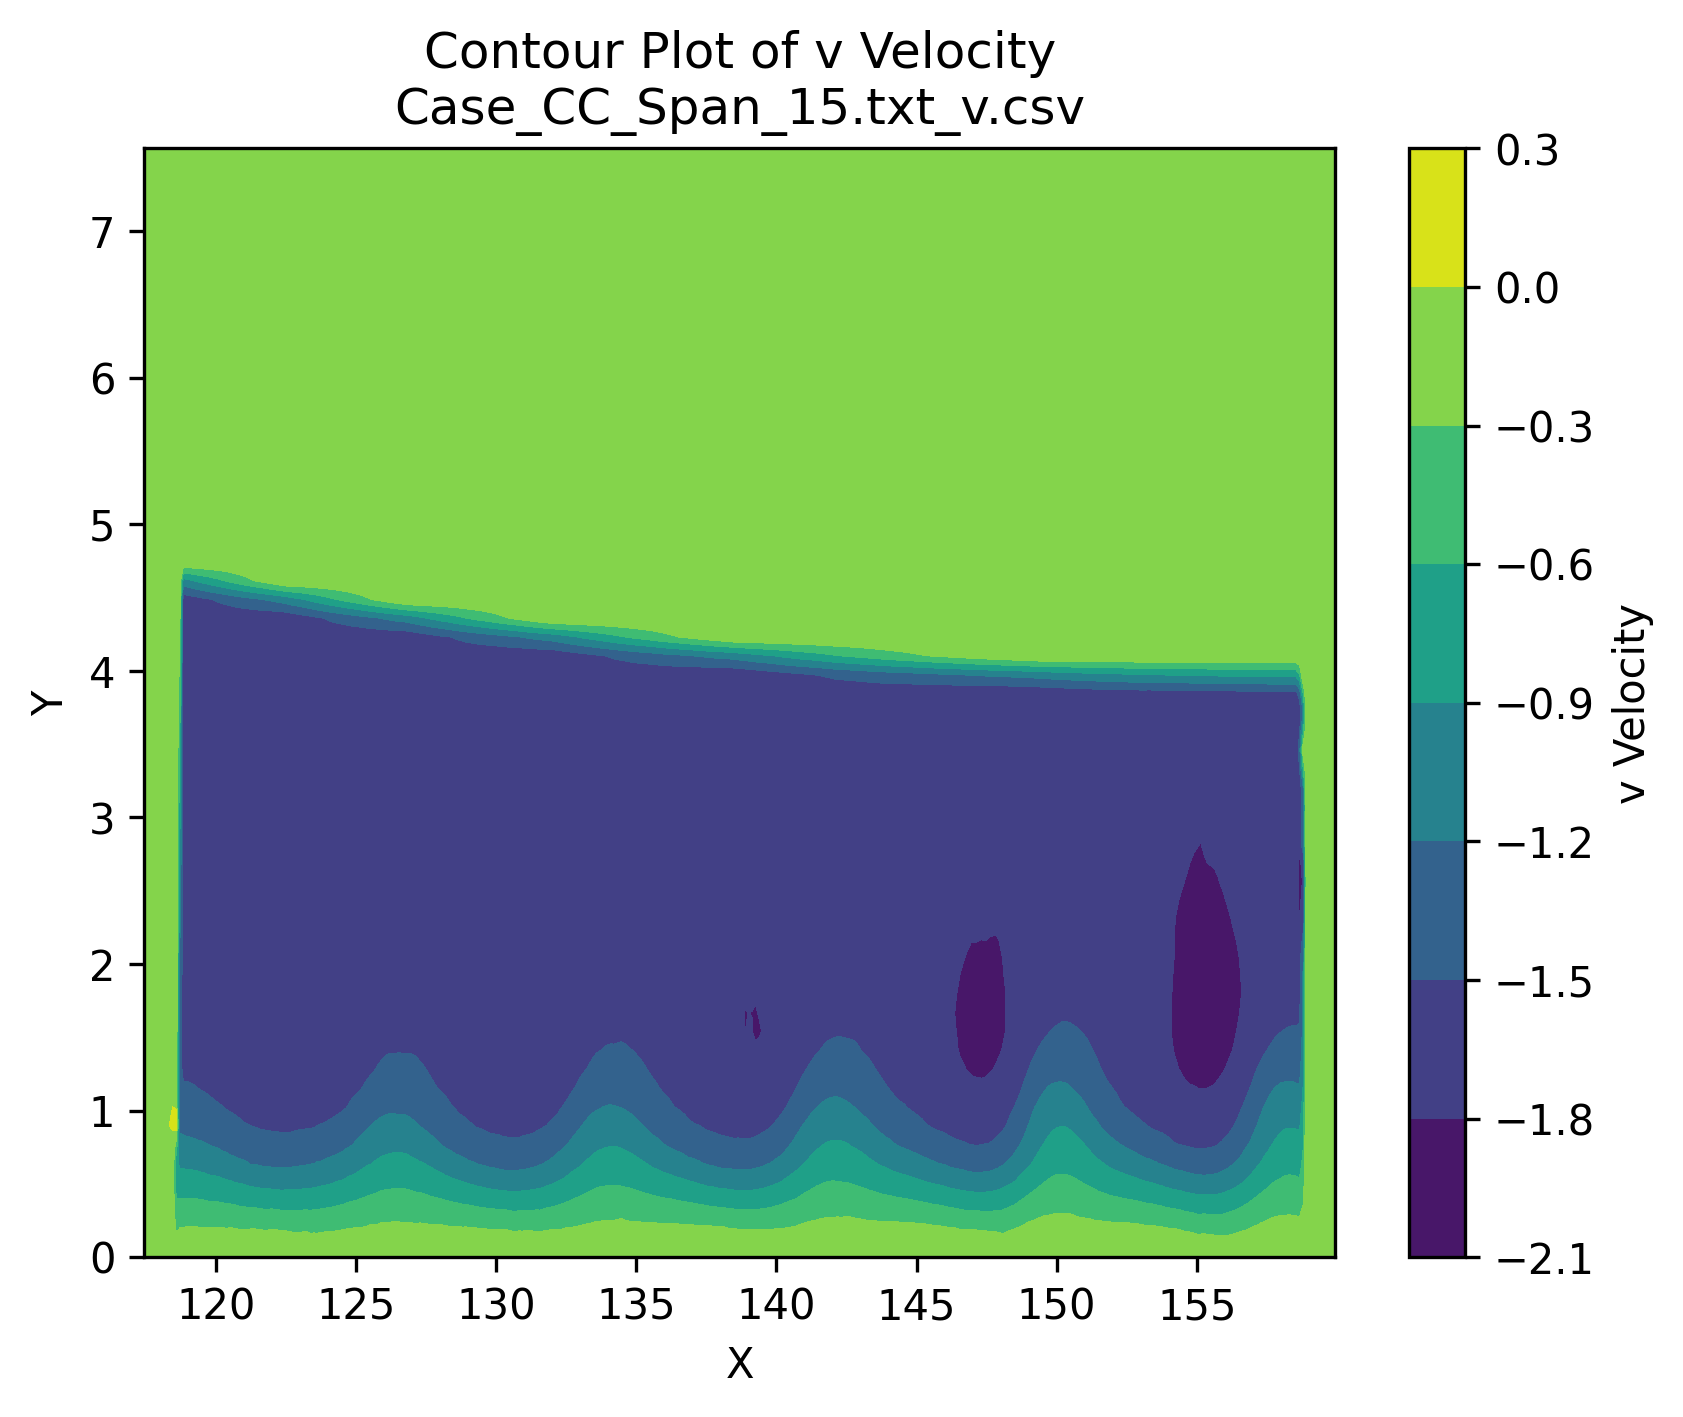 Contour Plot of v Velocity
Case_CC_Span_15.txt_v.csv
7
6
5
4
3
2
1
0
Y
120 125 130 135 140 145 150 155
X
0.3
0.0
−0.3
−0.6
−0.9
−1.2
−1.5
−1.8
−2.1
v Velocity